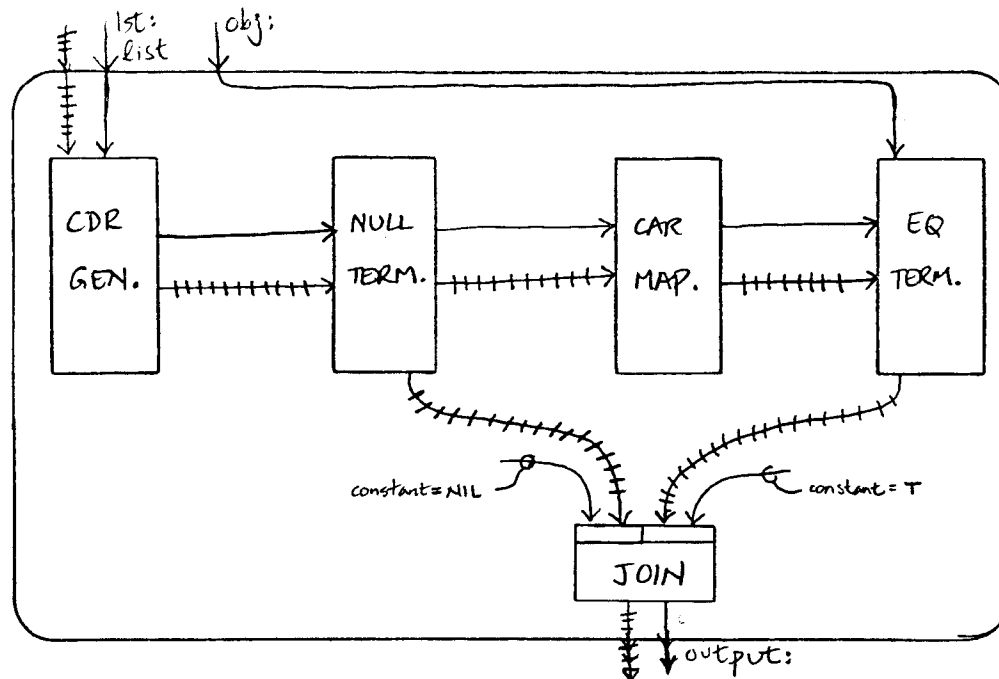 lst:
list
obj:
CDR
GEN.
NULL
TERM.
CAR
MAP.
EQ
TERM.
constant=NIL
constant=T
JOIN
output: